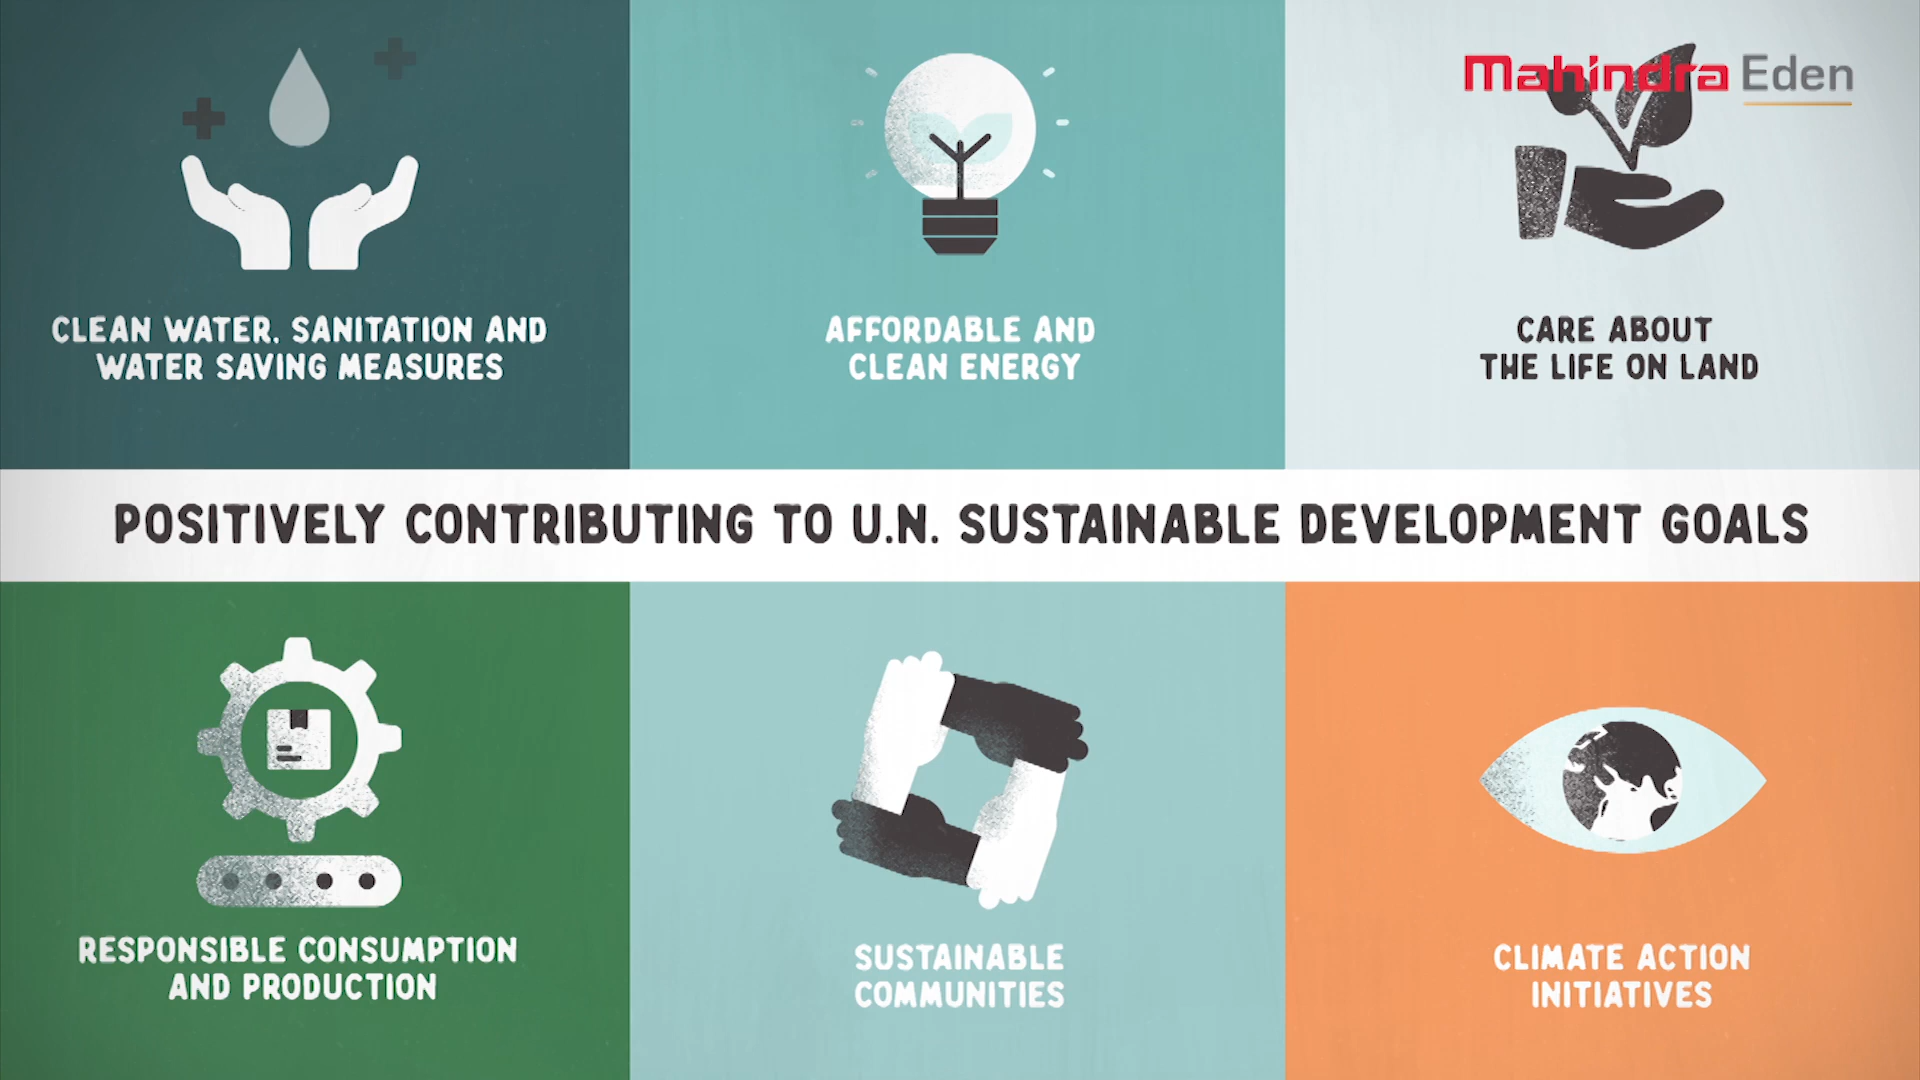 Mahindra Eden
CLEAN WATER, SANITATION AND
WATER SAVING MEASURES
AFFORDABLE AND
CLEAN ENERGY
CARE ABOUT
THE LIFE ON LAND
POSITIVELY CONTRIBUTING TO U.N. SUSTAINABLE DEVELOPMENT GOALS
RESPONSIBLE CONSUMPTION
AND PRODUCTION
SUSTAINABLE
COMMUNITIES
CLIMATE ACTION
INITIATIVES